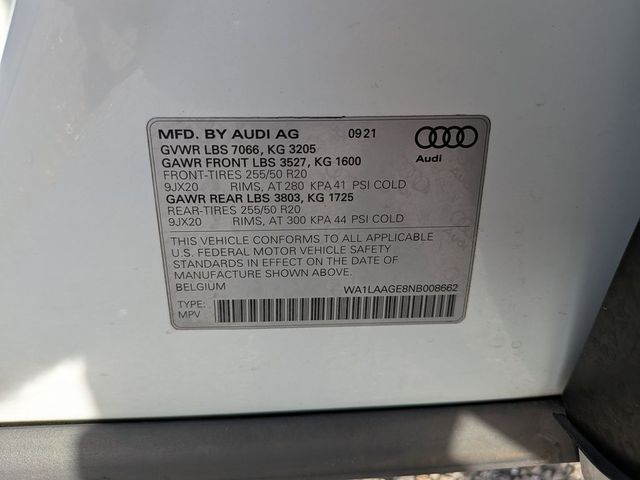 MFD. BY AUDI AG 09 21
GVWR LBS 7066, KG 3205
GAWR FRONT LBS 3527, KG 1600
FRONT-TIRES 255/50 R20
9JX20 RIMS, AT 280 KPA 41 PSI COLD
GAWR REAR LBS 3803, KG 1725
REAR-TIRES 255/50 R20
9JX20 RIMS, AT 300 KPA 44 PSI COLD
Audi
THIS VEHICLE CONFORMS TO ALL APPLICABLE
U.S. FEDERAL MOTOR VEHICLE SAFETY
STANDARDS IN EFFECT ON THE DATE OF
MANUFACTURE SHOWN ABOVE.
BELGIUM WA1LAAGE8NB008662
TYPE:
MPV